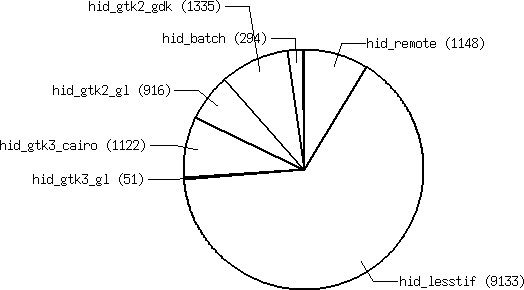 hid_gtk2_gdk (1335)
hid_batch (294)
hid_remote (1148)
hid_gtk2_gl (916)
hid_gtk3_cairo (1122)
hid_gtk3_gl (51)
hid_lesstif (9133)